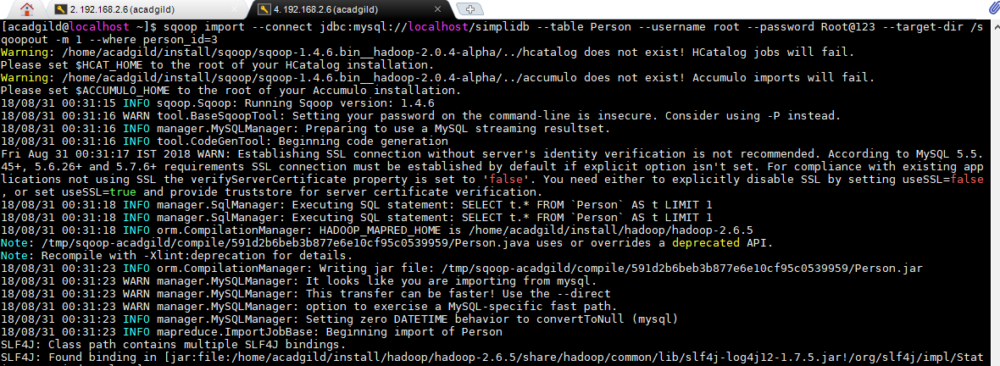 2. 192.168.2.6 (acadgild)
4. 192.168.2.6 (acadgild)
[acadgild@localhost ~]$ sqoop import --connect jdbc:mysql://localhost/simplidb --table Person --username root --password Root@123 --target-dir /s
qoopout -m 1 --where person_id=3
Warning: /home/acadgild/install/sqoop/sqoop-1.4.6.bin__hadoop-2.0.4-alpha/../hcatalog does not exist! HCatalog jobs will fail.
Please set $HCAT_HOME to the root of your HCatalog installation.
Warning: /home/acadgild/install/sqoop/sqoop-1.4.6.bin__hadoop-2.0.4-alpha/../accumulo does not exist! Accumulo imports will fail.
Please set $ACCUMULO_HOME to the root of your Accumulo installation.
18/08/31 00:31:15 INFO sqoop.Sqoop: Running Sqoop version: 1.4.6
18/08/31 00:31:16 WARN tool.BaseSqoopTool: Setting your password on the command-line is insecure. Consider using -P instead.
18/08/31 00:31:16 INFO manager.MySQLManager: Preparing to use a MySQL streaming resultset.
18/08/31 00:31:16 INFO tool.CodeGenTool: Beginning code generation
Fri Aug 31 00:31:17 IST 2018 WARN: Establishing SSL connection without server's identity verification is not recommended. According to MySQL 5.5.
45+, 5.6.26+ and 5.7.6+ requirements SSL connection must be established by default if explicit option isn't set. For compliance with existing app
lications not using SSL the verifyServerCertificate property is set to 'false'. You need either to explicitly disable SSL by setting useSSL=false
, or set useSSL=true and provide truststore for server certificate verification.
18/08/31 00:31:18 INFO manager.SqlManager: Executing SQL statement: SELECT t.* FROM `Person` AS t LIMIT 1
18/08/31 00:31:18 INFO manager.SqlManager: Executing SQL statement: SELECT t.* FROM `Person` AS t LIMIT 1
18/08/31 00:31:18 INFO orm.CompilationManager: HADOOP_MAPRED_HOME is /home/acadgild/install/hadoop/hadoop-2.6.5
Note: /tmp/sqoop-acadgild/compile/591d2b6beb3b877e6e10cf95c0539959/Person.java uses or overrides a deprecated API.
Note: Recompile with -Xlint:deprecation for details.
18/08/31 00:31:23 INFO orm.CompilationManager: Writing jar file: /tmp/sqoop-acadgild/compile/591d2b6beb3b877e6e10cf95c0539959/Person.jar
18/08/31 00:31:23 WARN manager.MySQLManager: It looks like you are importing from mysql.
18/08/31 00:31:23 WARN manager.MySQLManager: This transfer can be faster! Use the --direct
18/08/31 00:31:23 WARN manager.MySQLManager: option to exercise a MySQL-specific fast path.
18/08/31 00:31:23 INFO manager.MySQLManager: Setting zero DATETIME behavior to convertToNull (mysql)
18/08/31 00:31:23 INFO mapreduce.ImportJobBase: Beginning import of Person
SLF4J: Class path contains multiple SLF4J bindings.
SLF4J: Found binding in [jar:file:/home/acadgild/install/hadoop/hadoop-2.6.5/share/hadoop/common/lib/slf4j-log4j12-1.7.5.jar!/org/slf4j/impl/Stat